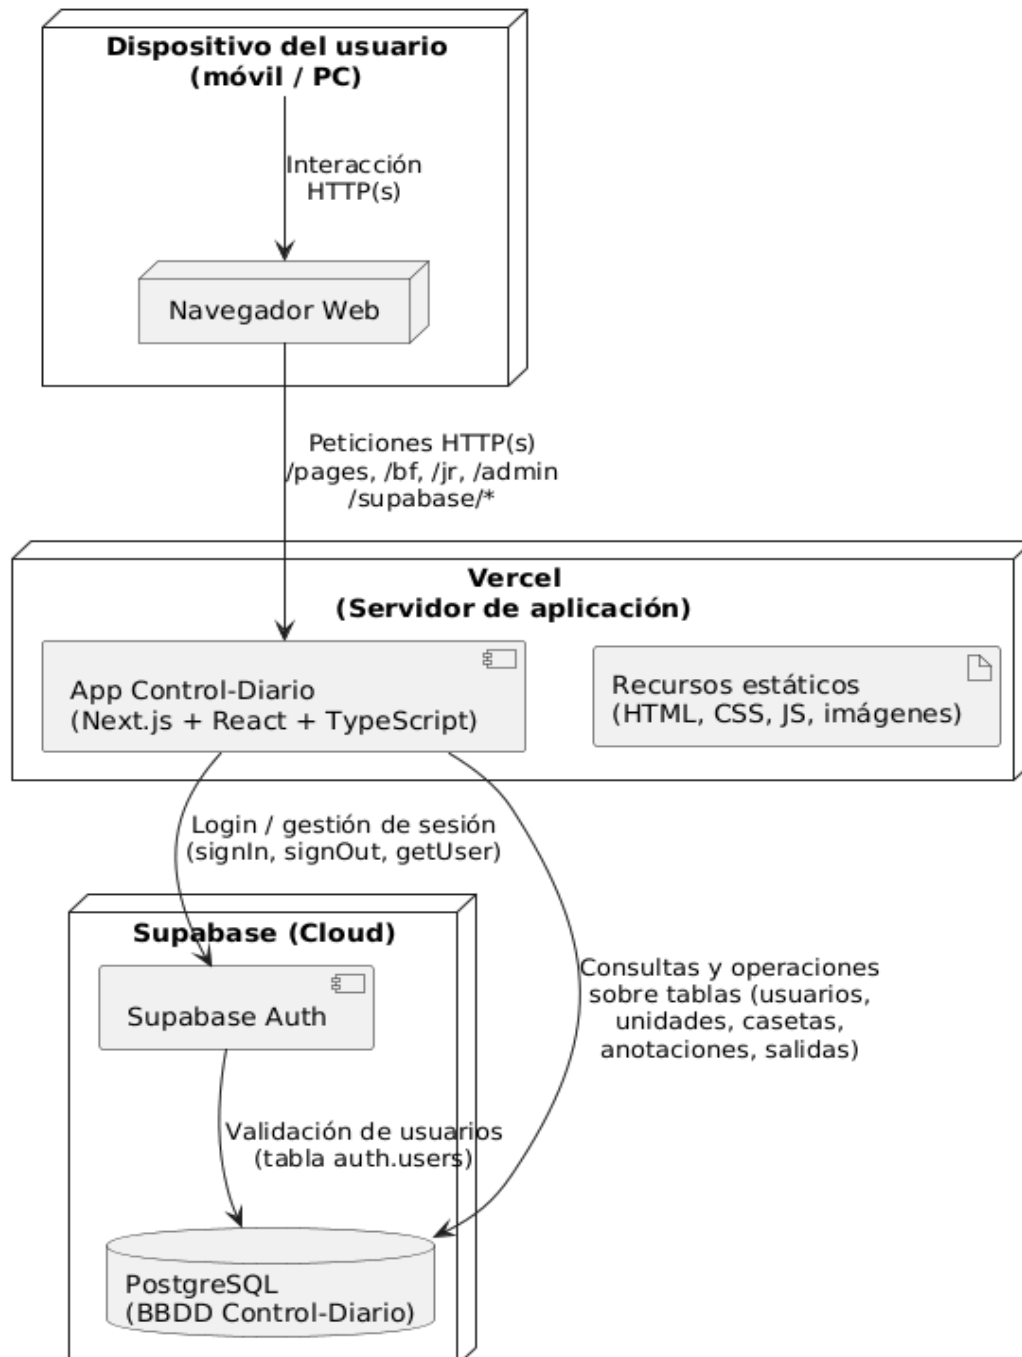 Dispositivo del usuario
(móvil / PC)
Interacción
HTTP(s)
Navegador Web
Peticiones HTTP(s)
/pages, /bf, /jr, /admin
/supabase/*
Vercel
(Servidor de aplicación)
App Control-Diario
(Next.js + React + TypeScript)
Recursos estáticos
(HTML, CSS, JS, imágenes)
Login / gestión de sesión
(signIn, signOut, getUser)
Supabase (Cloud)
Supabase Auth
Consultas y operaciones
sobre tablas (usuarios,
unidades, casetas,
anotaciones, salidas)
Validación de usuarios
(tabla auth.users)
PostgreSQL
(BBDD Control-Diario)